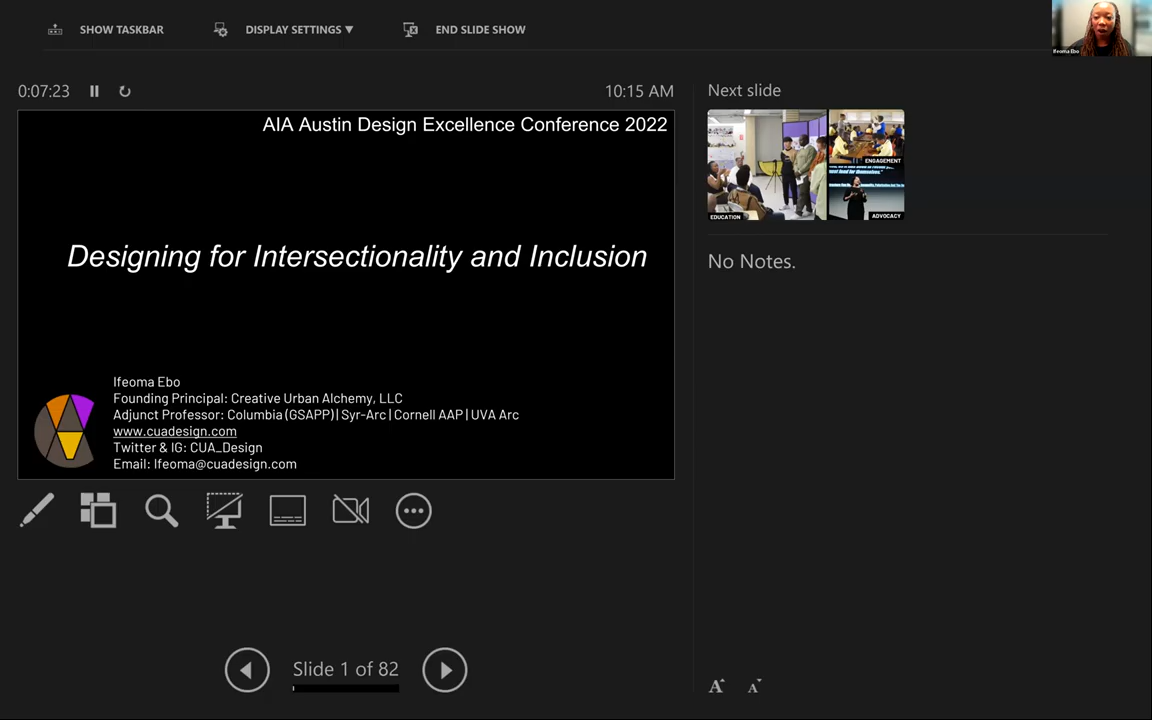 SHOW TASKBAR
DISPLAY SETTINGS ▼
END SLIDE SHOW
Ifeoma Ebo
0:07:23
10:15 AM
AIA Austin Design Excellence Conference 2022
Designing for Intersectionality and Inclusion
Ifeoma Ebo
Founding Principal: Creative Urban Alchemy, LLC
Adjunct Professor: Columbia (GSAPP) | Syr-Arc | Cornell AAP | UVA Arc
www.cuadesign.com
Twitter & IG: CUA_Design
Email: Ifeoma@cuadesign.com
Next slide
ENGAGEMENT
EDUCATION
ADVOCACY
No Notes.
Slide 1 of 82
A A